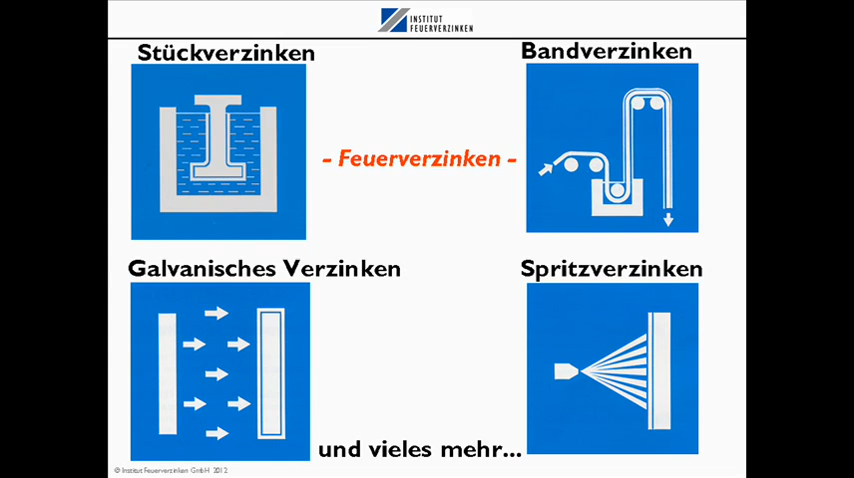 INSTITUT
FEUERVERZINKEN
Stückverzinken
Bandverzinken
- Feuerverzinken -
Galvanisches Verzinken
Spritzverzinken
und vieles mehr...
© Institut Feuerverzinken GmbH 2012